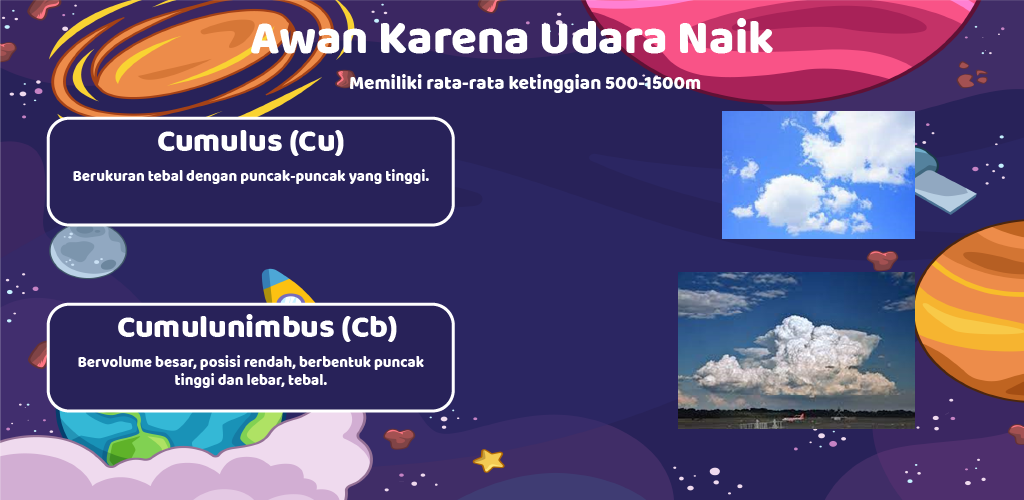 Awan Karena Udara Naik
Memiliki rata-rata ketinggian 500-1500m
Cumulus (Cu)
Berukuran tebal dengan puncak-puncak yang tinggi.
Cumulunimbus (Cb)
Bervolume besar, posisi rendah, berbentuk puncak
tinggi dan lebar, tebal.